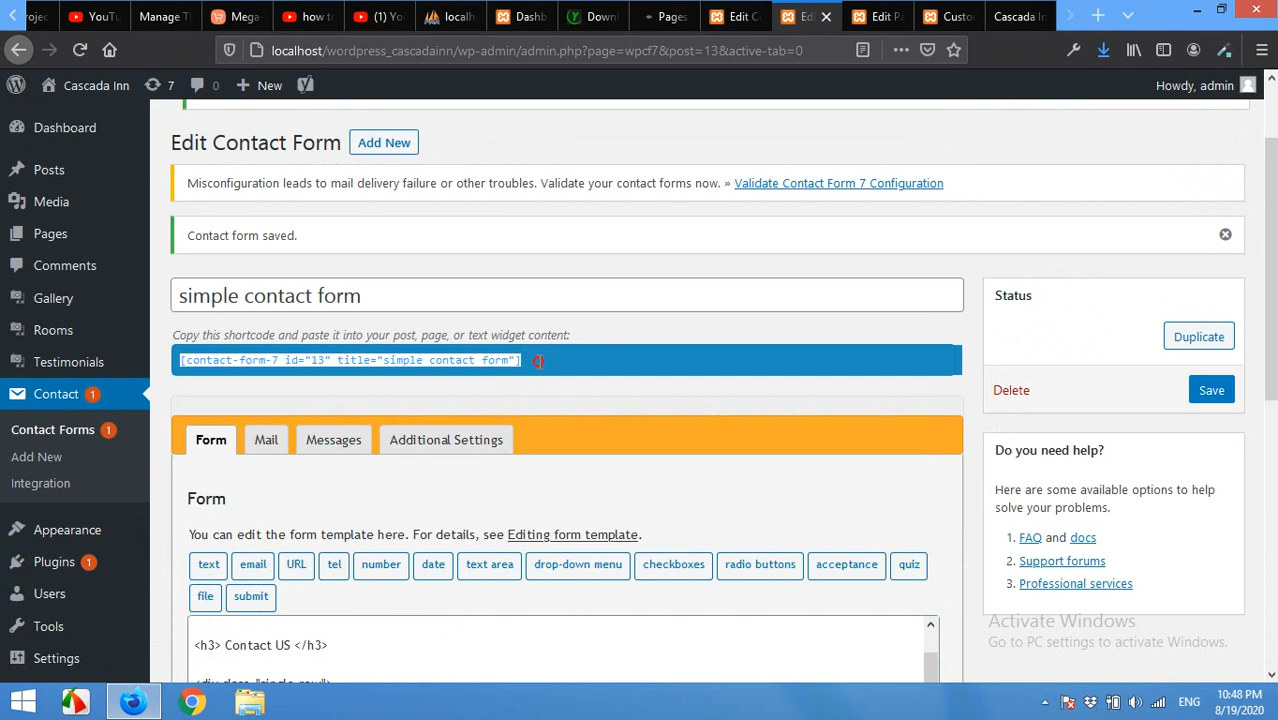 YouTu
Manage T
Mega-
how to
(1) You
localh
Dashb
Downl
Pages
Edit Co
Edi
Edit Pa
Custo
Cascada In
localhost/wordpress_cascadainn/wp-admin/admin.php?page=wpcf7&post=13&active-tab=0
Cascada Inn 7 0 New Howdy, admin
Dashboard
Posts
Media
Pages
Comments
Gallery
Rooms
Testimonials
Contact 1
Contact Forms 1
Add New
Integration
Appearance
Plugins 1
Users
Tools
Settings
Edit Contact Form Add New
Misconfiguration leads to mail delivery failure or other troubles. Validate your contact forms now. » Validate Contact Form 7 Configuration
Contact form saved.
simple contact form
Copy this shortcode and paste it into your post, page, or text widget content:
[contact-form-7 id="13" title="simple contact form"]
Form Mail Messages Additional Settings
Form
You can edit the form template here. For details, see Editing form template.
text email URL tel number date text area drop-down menu checkboxes radio buttons acceptance quiz
file submit
<h3> Contact US </h3>
Status
Duplicate
Delete Save
Do you need help?
Here are some available options to help
solve your problems.
1. FAQ and docs
2. Support forums
3. Professional services
Activate Windows
Go to PC settings to activate Windows.
ENG
10:48 PM
8/19/2020